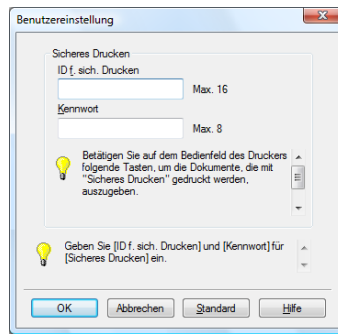 Benutzereinstellung
Sicheres Drucken
ID f. sich. Drucken
Max. 16
Kennwort
Max. 8
Betätigen Sie auf dem Bedienfeld des Druckers
folgende Tasten, um die Dokumente, die mit
"Sicheres Drucken" gedruckt werden,
auszugeben.
Geben Sie [ID f. sich. Drucken] und [Kennwort] für
[Sicheres Drucken] ein.
OK Abbrechen Standard Hilfe